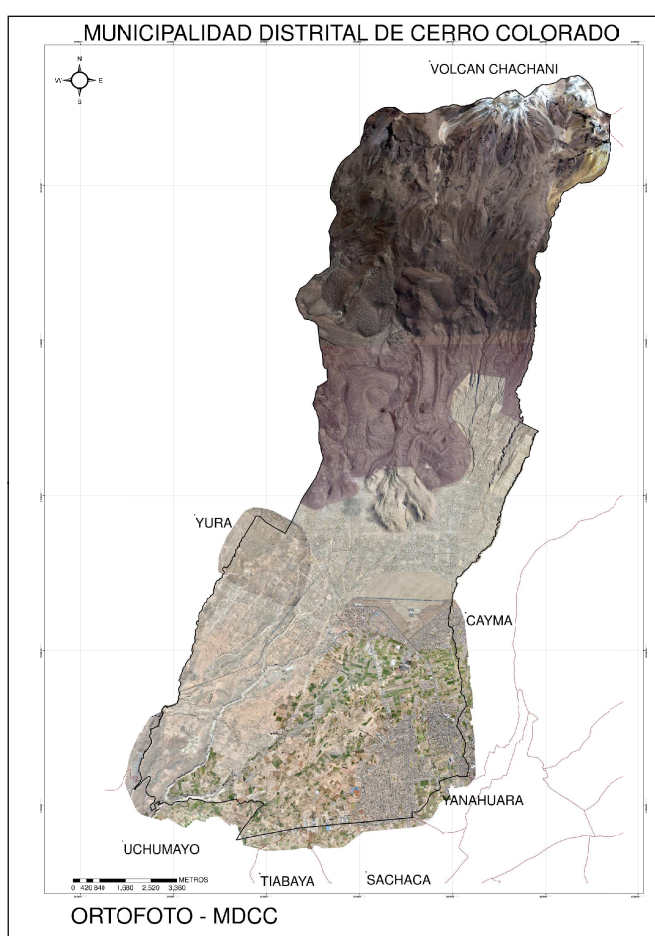 MUNICIPALIDAD DISTRITAL DE CERRO COLORADO
N
W E
S
VOLCAN CHACHANI
YURA
CAYMA
YANAHUARA
UCHUMAYO
TIABAYA
SACHACA
METROS
0 420 840 1,680 2,520 3,360
ORTOFOTO - MDCC